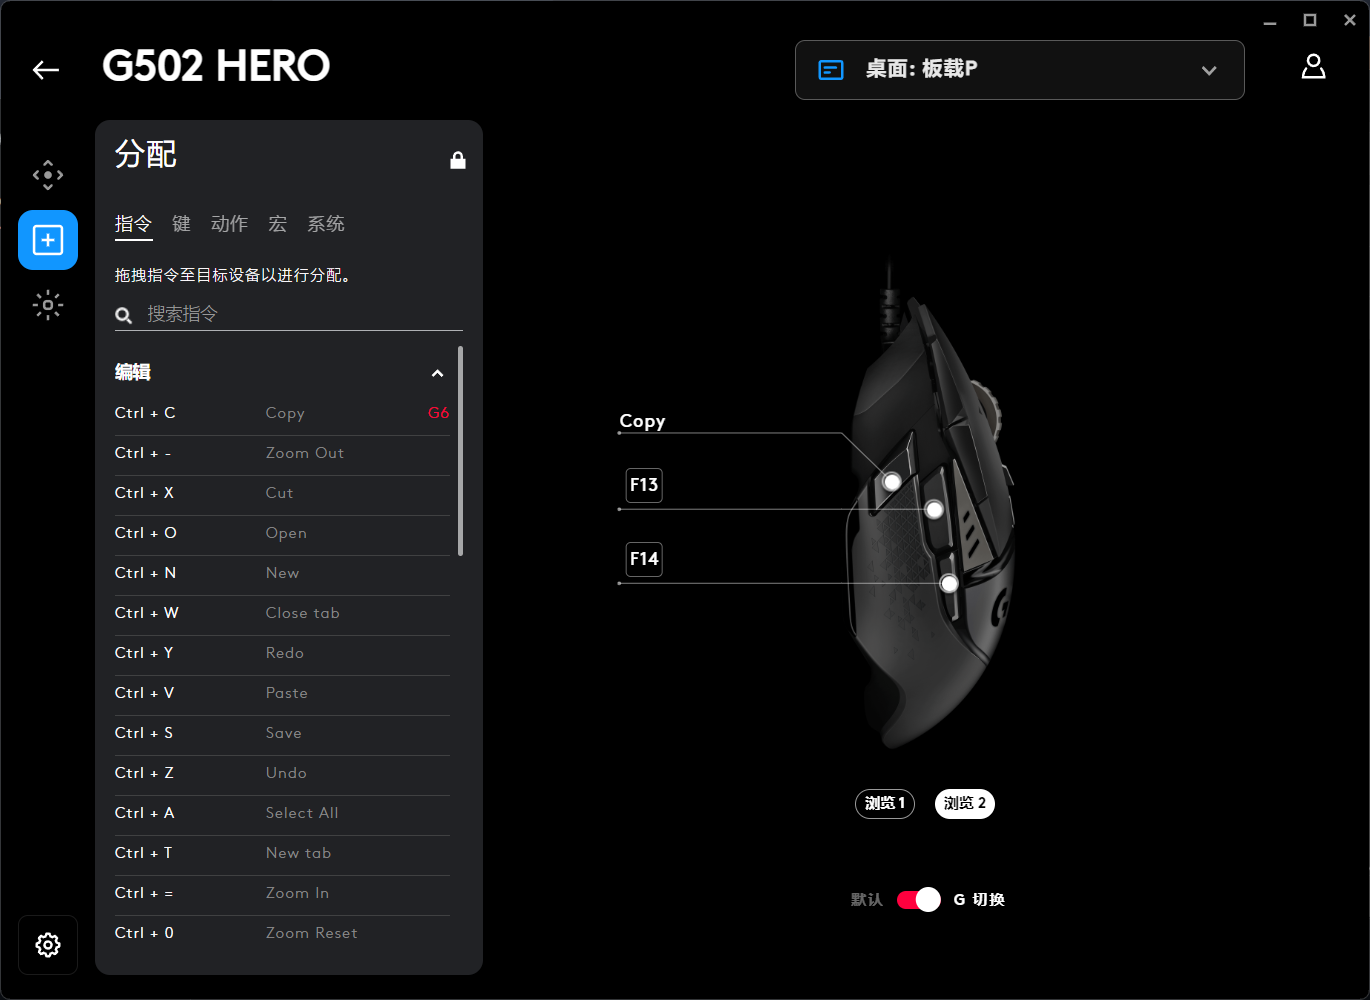 G502 HERO
桌面: 板载P
分配
指令 键 动作 宏 系统
拖拽指令至目标设备以进行分配。
搜索指令
编辑
Ctrl + C Copy G6
Ctrl + - Zoom Out
Ctrl + X Cut
Ctrl + O Open
Ctrl + N New
Ctrl + W Close tab
Ctrl + Y Redo
Ctrl + V Paste
Ctrl + S Save
Ctrl + Z Undo
Ctrl + A Select All
Ctrl + T New tab
Ctrl + = Zoom In
Ctrl + 0 Zoom Reset
Copy
F13
F14
浏览 1 浏览 2
默认 G 切换